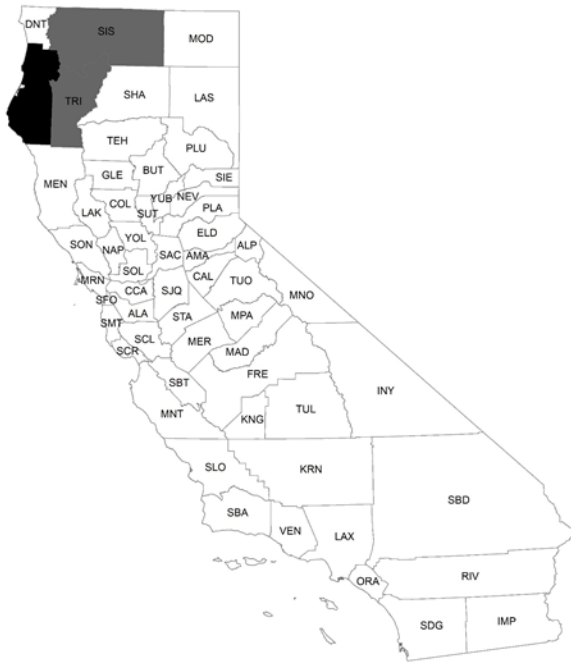 DNT
SIS
MOD
TRI
SHA
LAS
TEH
PLU
MEN
GLE
BUT
SIE
LAK
COL
SUT
YUB
NEV
PLA
SON
NAP
YOL
SAC
ELD
AMA
ALP
MRN
SOL
CAL
TUO
SFO
CCA
SJQ
MNO
SMT
ALA
STA
MPA
SCL
MER
SCR
MAD
SBT
FRE
MNT
KNG
TUL
INY
SLO
KRN
SBA
VEN
LAX
SBD
ORA
RIV
SDG
IMP